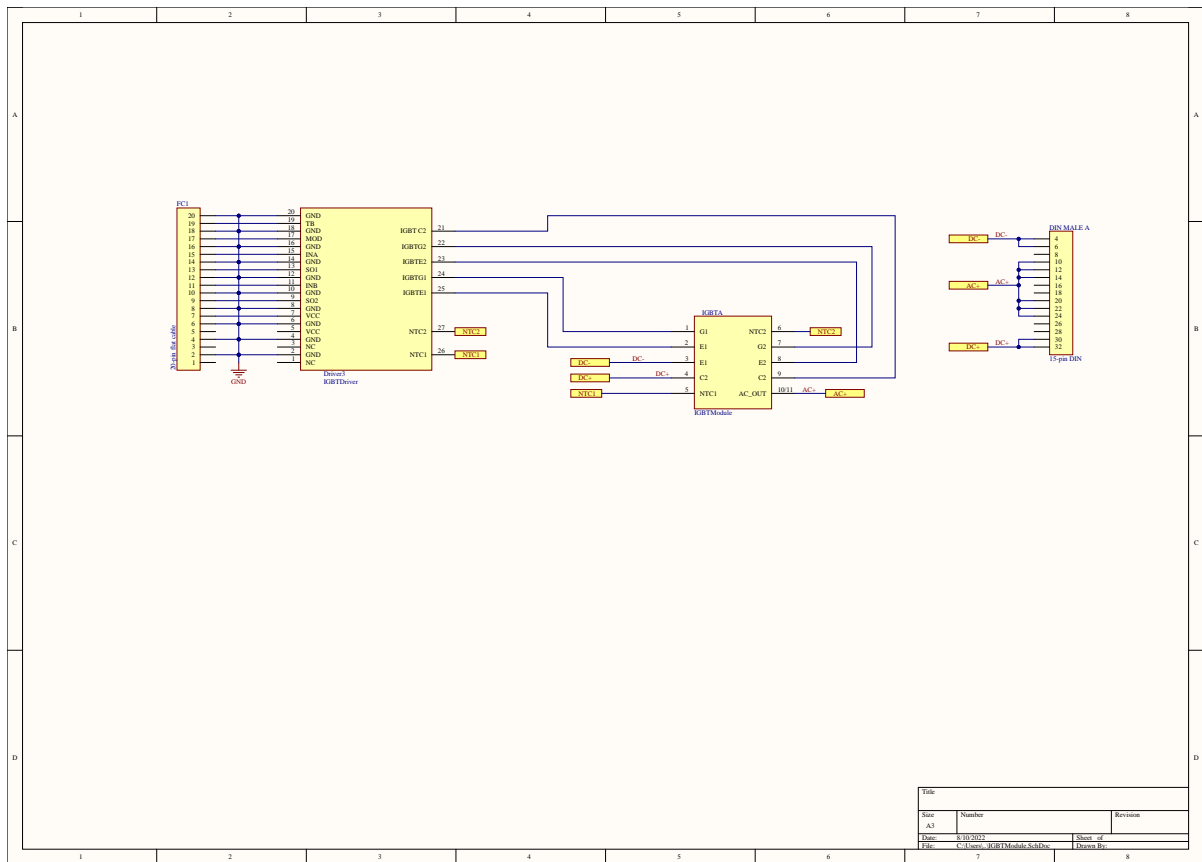 1 2 3 4 5 6 7 8
A A
B B
C C
D D
FC1
20
19
18
17
16
15
14
13
12
11
10
9
8
7
6
5
4
3
2
1
20-pin flat cable
GND
20 GND
19 TB
18 GND
17 MOD
16 GND
15 INA
14 GND
13 SO1
12 GND
11 INB
10 GND
9 SO2
8 GND
7 VCC
6 GND
5 VCC
4 GND
3 NC
2 GND
1 NC
IGBT C2 21
IGBTG2 22
IGBTE2 23
IGBTG1 24
IGBTE1 25
NTC2 27 NTC2
NTC1 26 NTC1
Driver3
IGBTDriver
IGBTA
1 G1
2 E1
DC- DC- 3 E1
DC+ DC+ 4 C2
NTC1 5 NTC1
NTC2 6 NTC2
G2 7
E2 8
C2 9
AC_OUT 10/11 AC+ AC+
IGBTModule
DIN MALE A
DC- DC- 4
6
8
10
12
14
AC+ AC+ 16
18
20
22
24
26
28
30
DC+ DC+ 32
15-pin DIN
Title
Size Number Revision
A3
Date: 8/10/2022 Sheet of
File: C:\Users\..\IGBTModule.SchDoc Drawn By:
1 2 3 4 5 6 7 8